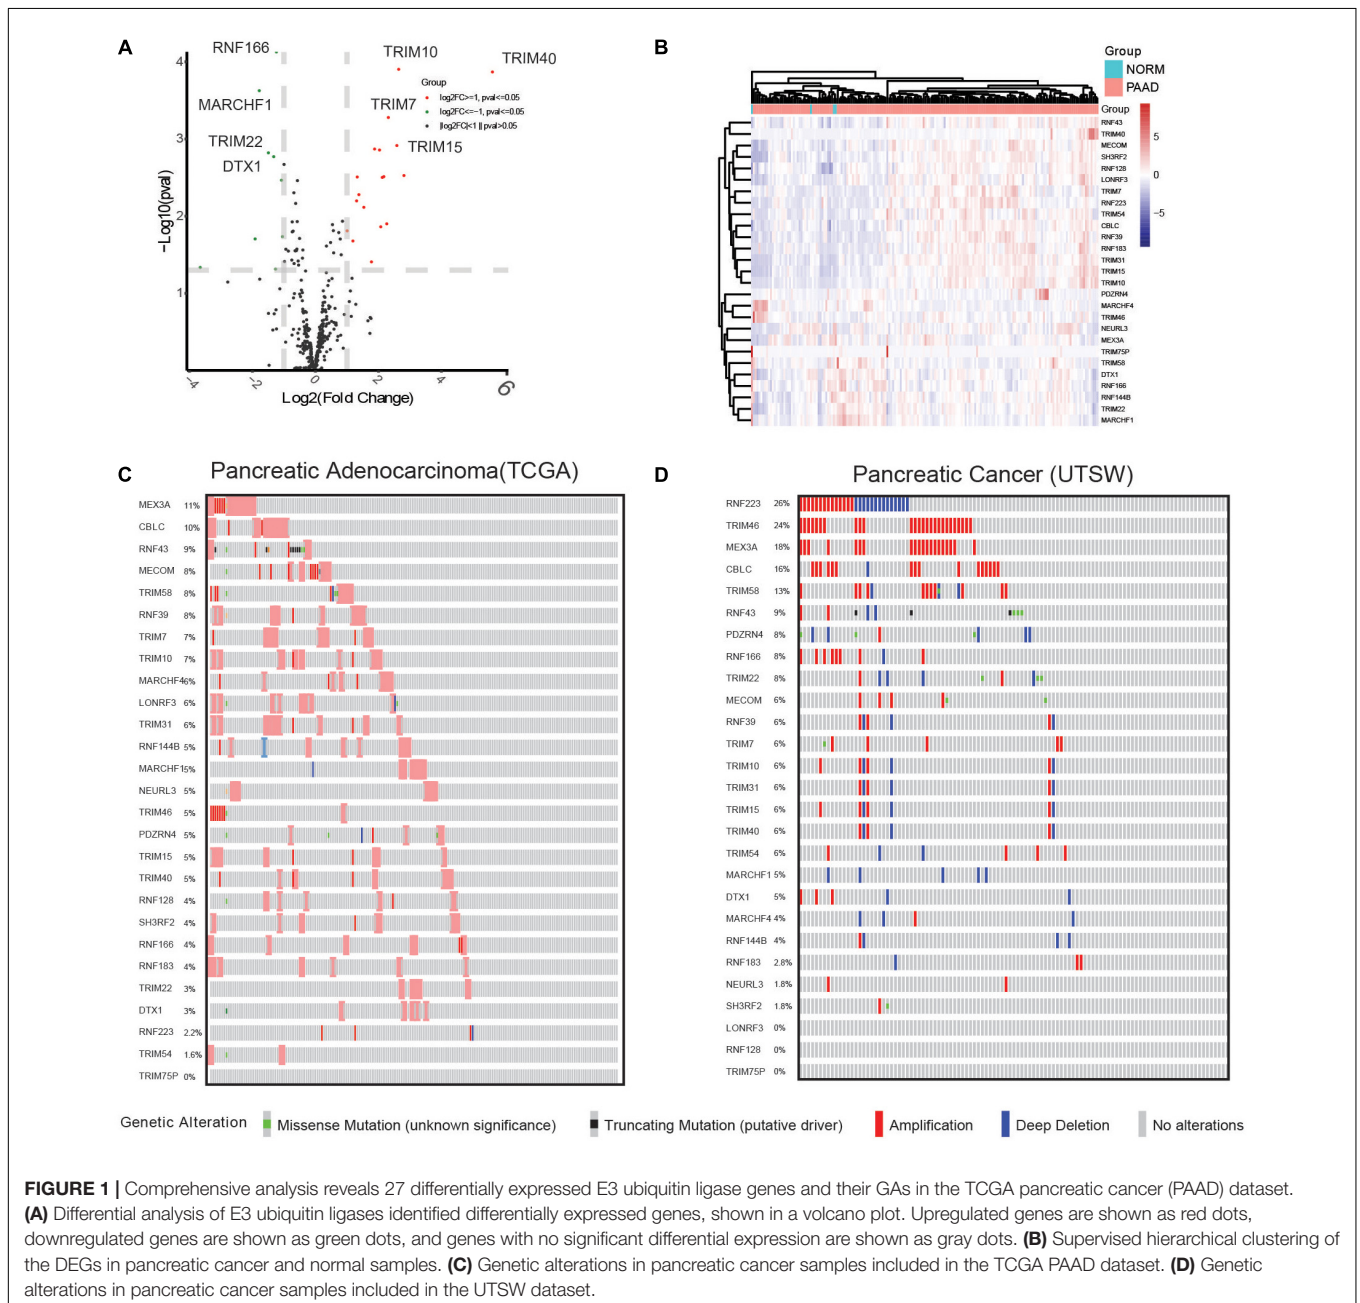 A
RNF166
MARCHF1
TRIM22
DTX1
TRIM10
TRIM40
TRIM7
TRIM15
Group
log2FC>=1, pval<=0.05
log2FC<=-1, pval<=0.05
|log2FC|<1 || pval>0.05
−Log10(pval)
4
3
2
1
-4
-2
0
2
4
6
Log2(Fold Change)
B
Group
NORM
PAAD
Group
5
0
−5
RNF43
TRIM40
MECOM
SH3RF2
RNF128
LONRF3
TRIM7
RNF223
TRIM54
CBLC
RNF39
RNF183
TRIM31
TRIM15
TRIM10
PDZRN4
MARCHF4
TRIM46
NEURL3
MEX3A
TRIM75P
TRIM58
DTX1
RNF166
RNF144B
TRIM22
MARCHF1
C
Pancreatic Adenocarcinoma(TCGA)
MEX3A 11%
CBLC 10%
RNF43 9%
MECOM 8%
TRIM58 8%
RNF39 8%
TRIM7 7%
TRIM10 7%
MARCHF4 6%
LONRF3 6%
TRIM31 6%
RNF144B 5%
MARCHF1 5%
NEURL3 5%
TRIM46 5%
PDZRN4 5%
TRIM15 5%
TRIM40 5%
RNF128 4%
SH3RF2 4%
RNF166 4%
RNF183 4%
TRIM22 3%
DTX1 3%
RNF223 2.2%
TRIM54 1.6%
TRIM75P 0%
D
Pancreatic Cancer (UTSW)
RNF223 26%
TRIM46 24%
MEX3A 18%
CBLC 16%
TRIM58 13%
RNF43 9%
PDZRN4 8%
RNF166 8%
TRIM22 8%
MECOM 6%
RNF39 6%
TRIM7 6%
TRIM10 6%
TRIM31 6%
TRIM15 6%
TRIM40 6%
TRIM54 6%
MARCHF1 5%
DTX1 5%
MARCHF4 4%
RNF144B 4%
RNF183 2.8%
NEURL3 1.8%
SH3RF2 1.8%
LONRF3 0%
RNF128 0%
TRIM75P 0%
Genetic Alteration Missense Mutation (unknown significance) Truncating Mutation (putative driver) Amplification Deep Deletion No alterations
FIGURE 1 | Comprehensive analysis reveals 27 differentially expressed E3 ubiquitin ligase genes and their GAs in the TCGA pancreatic cancer (PAAD) dataset.
(A) Differential analysis of E3 ubiquitin ligases identified differentially expressed genes, shown in a volcano plot. Upregulated genes are shown as red dots,
downregulated genes are shown as green dots, and genes with no significant differential expression are shown as gray dots. (B) Supervised hierarchical clustering of
the DEGs in pancreatic cancer and normal samples. (C) Genetic alterations in pancreatic cancer samples included in the TCGA PAAD dataset. (D) Genetic
alterations in pancreatic cancer samples included in the UTSW dataset.